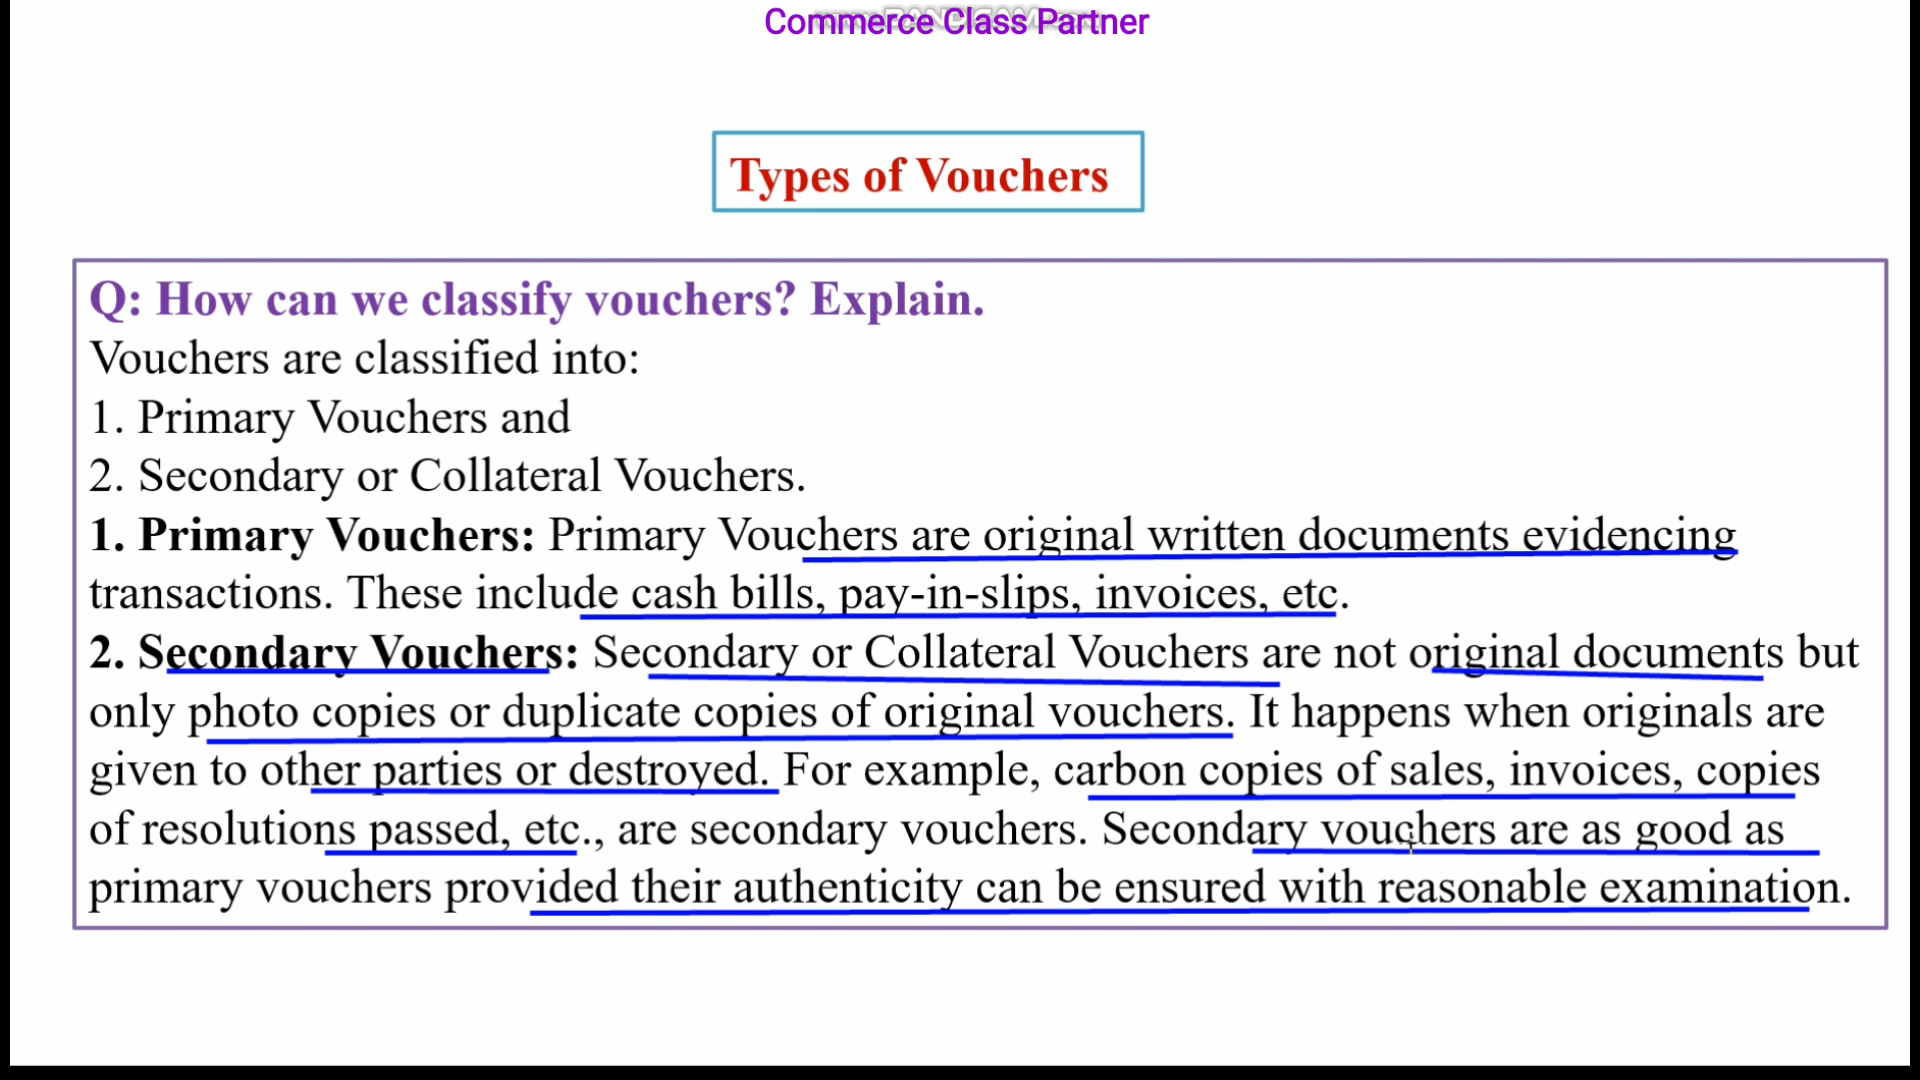 Commerce Class Partner
Types of Vouchers
Q: How can we classify vouchers? Explain.
Vouchers are classified into:
1. Primary Vouchers and
2. Secondary or Collateral Vouchers.
1. Primary Vouchers: Primary Vouchers are original written documents evidencing
transactions. These include cash bills, pay-in-slips, invoices, etc.
2. Secondary Vouchers: Secondary or Collateral Vouchers are not original documents but
only photo copies or duplicate copies of original vouchers. It happens when originals are
given to other parties or destroyed. For example, carbon copies of sales, invoices, copies
of resolutions passed, etc., are secondary vouchers. Secondary vouchers are as good as
primary vouchers provided their authenticity can be ensured with reasonable examination.